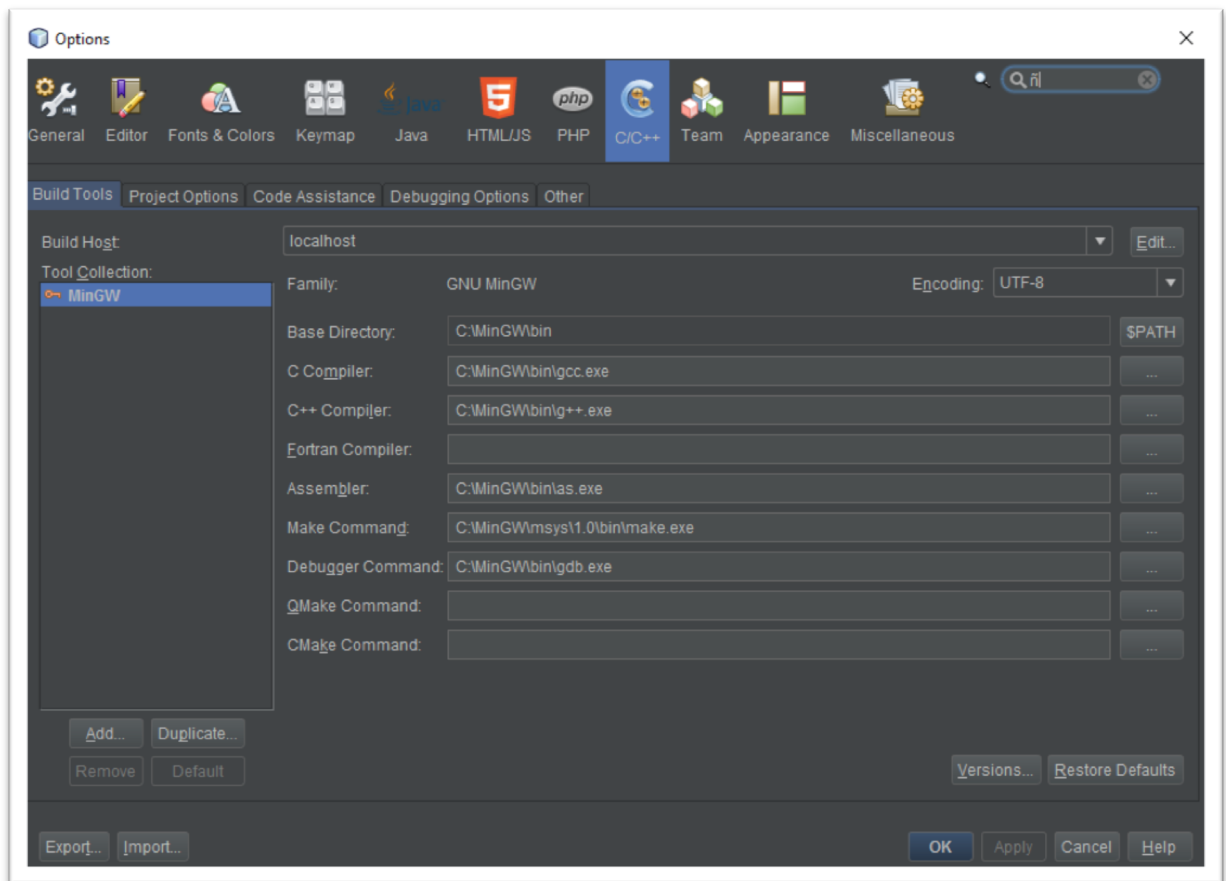 Options
ñ
General Editor Fonts & Colors Keymap Java HTML/JS PHP C/C++ Team Appearance Miscellaneous
Build Tools Project Options Code Assistance Debugging Options Other
Build Host: localhost Edit...
Tool Collection:
MinGW
Family: GNU MinGW Encoding: UTF-8
Base Directory: C:\MinGW\bin $PATH
C Compiler: C:\MinGW\bin\gcc.exe ...
C++ Compiler: C:\MinGW\bin\g++.exe ...
Fortran Compiler: ...
Assembler: C:\MinGW\bin\as.exe ...
Make Command: C:\MinGW\msys\1.0\bin\make.exe ...
Debugger Command: C:\MinGW\bin\gdb.exe ...
QMake Command: ...
CMake Command: ...
Add... Duplicate...
Remove Default
Versions... Restore Defaults
Export... Import... OK Apply Cancel Help